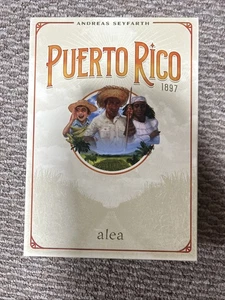 ANDREAS SEYFARTH
PUERTO RICO
1897
alea